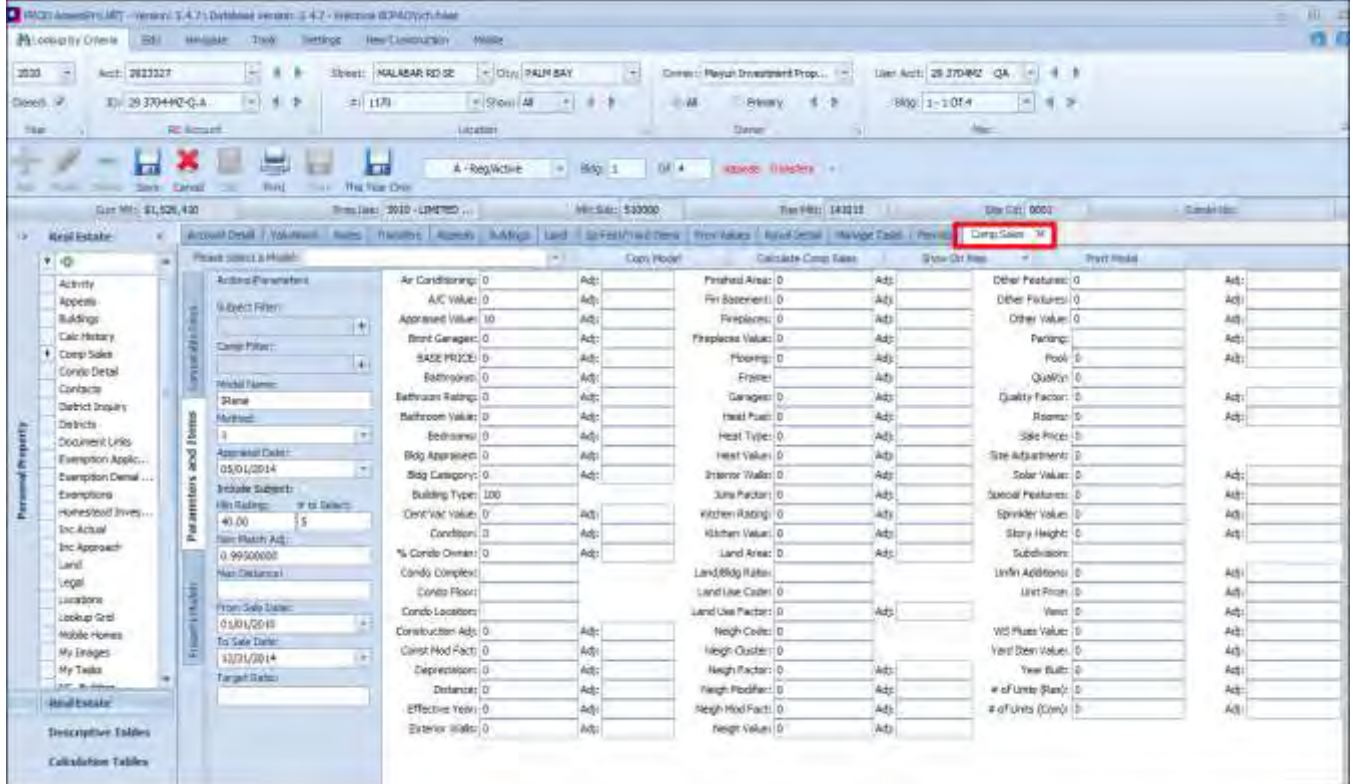 Lookup by Criteria Edit Navigate Tools Settings New Construction Mobile
Acct: 2823327 Street: MALABAR RD SE City: PALM BAY Owner: Mayuri Investment Prop... User Acct:
ID: #: 1170 Show: All All Primary Bldg: 1 - 1 Of 4
Year RE Account Location Owner Misc
Save Cancel Print This Year Only A - Reg/Active Bldg: 1 Of 4 Appeals Transfers
Real Estate Account Detail Valuation Notes Transfers Appeals Buildings Land Manage Tasks Comp Sales
Please Select a Model: Copy Model Calculate Comp Sales Show On Map Print Model
Personal Property
Activity
Appeals
Buildings
Calc History
Comp Sales
Condo Detail
Contacts
District Inquiry
Districts
Document Links
Exemption Applic...
Exemption Denial ...
Exemptions
Homestead Inves...
Inc Actual
Inc Approach
Land
Legal
Locations
Lookup Grid
Mobile Homes
My Images
My Tasks
Real Estate
Descriptive Tables
Calculation Tables
Parameters and Items
Subject Filter:
Comp Filter:
Model Name:
Method:
Appraisal Date:
05/01/2014
Include Subject:
Min Rating: # to Select:
40.00 5
Non Match Adj:
0.99500000
Max Distance:
From Sale Date:
To Sale Date:
12/31/2014
Target Ratio:
Air Conditioning: 0 Adj: Finished Area: 0 Adj: Other Features: 0 Adj:
A/C Value: 0 Adj: Fin Basement: 0 Adj: Other Fixtures: 0 Adj:
Appraised Value: 10 Adj: Fireplaces: 0 Adj: Other Value: 0 Adj:
Bsmt Garages: 0 Adj: Fireplaces Value: 0 Adj: Parking: Adj:
BASE PRICE: 0 Adj: Flooring: 0 Adj: Pool: 0 Adj:
Bathrooms: 0 Adj: Frame: Adj: Quality: 0
Bathroom Rating: 0 Adj: Garages: 0 Adj: Quality Factor: 0 Adj:
Bathroom Value: 0 Adj: Heat Fuel: 0 Adj: Rooms: 0 Adj:
Bedrooms: 0 Adj: Heat Type: 0 Adj: Sale Price: 0
Bldg Appraised: 0 Adj: Heat Value: 0 Adj: Size Adjustment: 0
Bldg Category: 0 Adj: Interior Walls: 0 Adj: Solar Value: 0 Adj:
Building Type: 100 Juris Factor: 0 Adj: Special Features: 0 Adj:
Cent Vac Value: 0 Adj: Kitchen Rating: 0 Adj: Sprinkler Value: 0 Adj:
Condition: 0 Adj: Kitchen Value: 0 Adj: Story Height: 0 Adj:
% Condo Owner: 0 Adj: Land Area: 0 Adj: Subdivision:
Condo Complex: Land/Bldg Ratio: Unfin Additions: 0 Adj:
Condo Floor: Land Use Code: 0 Unit Price: 0 Adj:
Condo Location: Land Use Factor: 0 Adj: View: 0 Adj:
Construction Adj: 0 Adj: Neigh Code: 0 WS Flues Value: 0 Adj:
Const Mod Fact: 0 Adj: Neigh Cluster: 0 Yard Item Value: 0 Adj:
Depreciation: 0 Adj: Neigh Factor: 0 Adj: Year Built: 0 Adj:
Distance: 0 Adj: Neigh Modifier: 0 Adj: # of Units (Res): 0 Adj:
Effective Year: 0 Adj: Neigh Mod Fact: 0 Adj: # of Units (Com): 0 Adj:
Exterior Walls: 0 Adj: Neigh Value: 0 Adj: